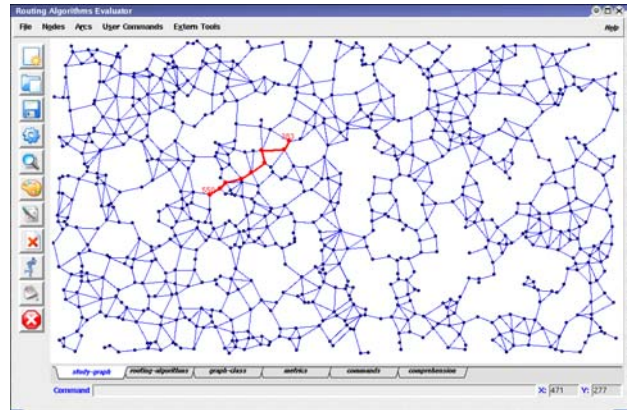 Routing Algorithms Evaluator
File Nodes Arcs User Commands Extern Tools Help
study-graph routing-algorithms graph-class metrics commands comprehension
Command X: 471 Y: 277